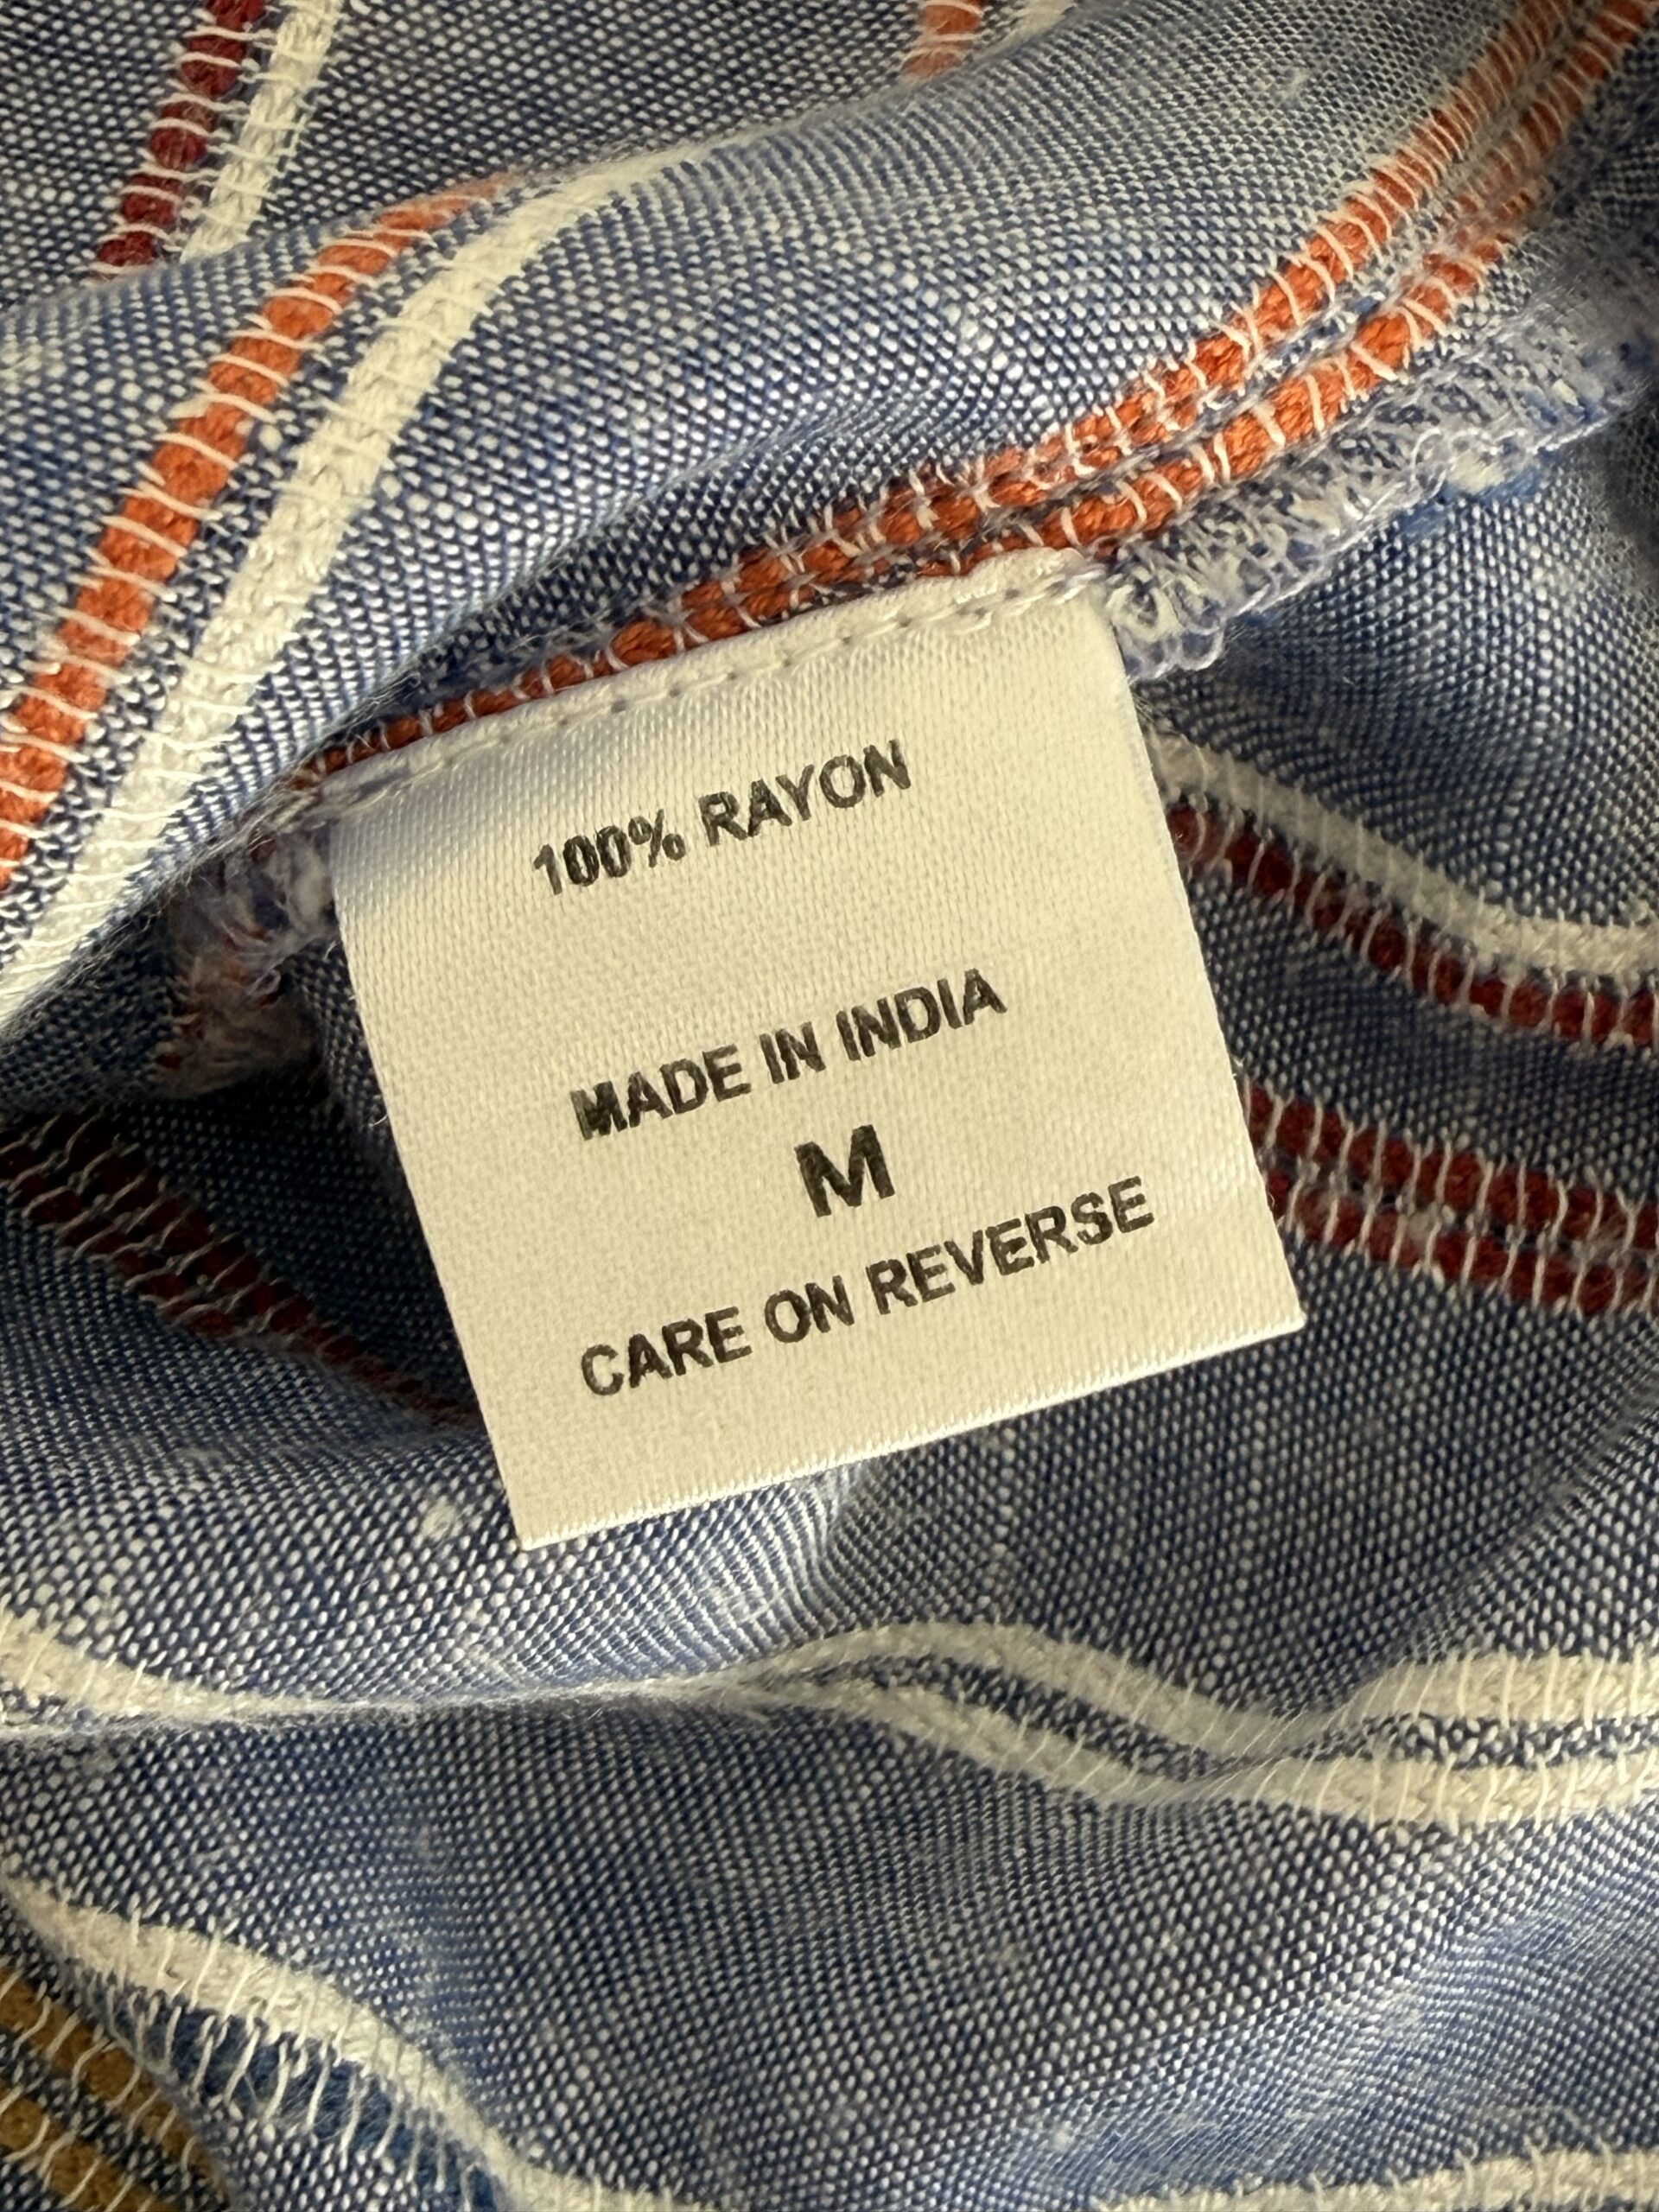 100% RAYON
MADE IN INDIA
M
CARE ON REVERSE